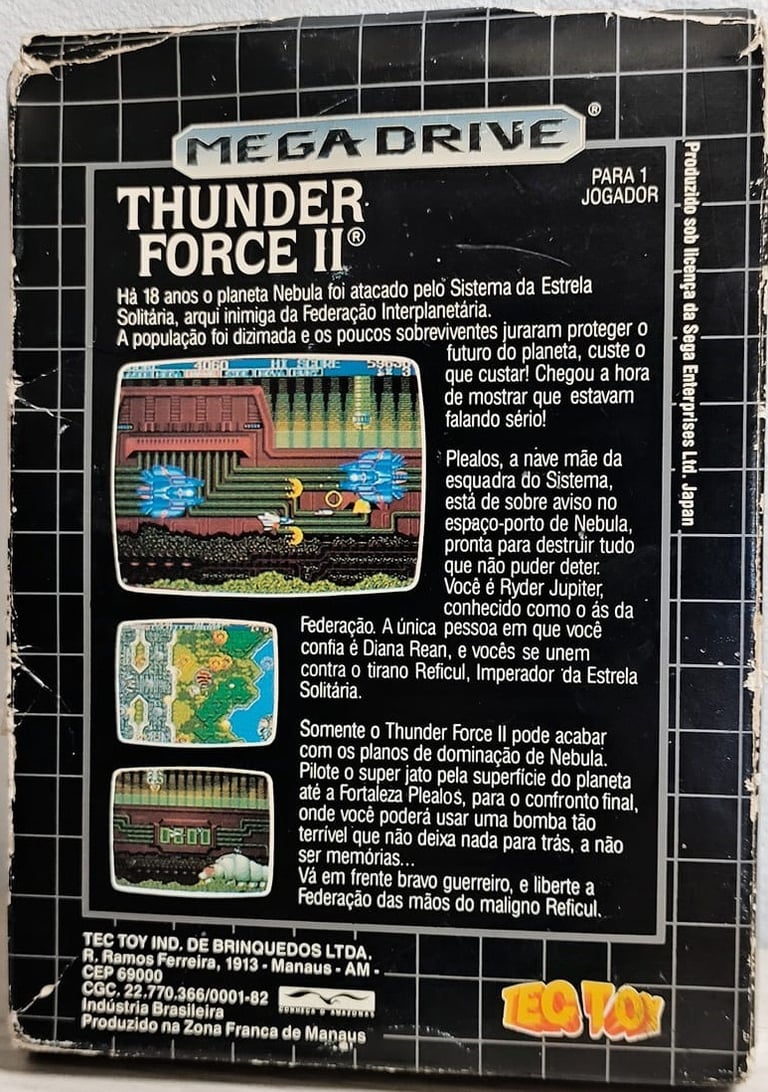 MEGA DRIVE®
PARA 1
JOGADOR
THUNDER
FORCE II®
Há 18 anos o planeta Nebula foi atacado pelo Sistema da Estrela
Solitária, arqui inimiga da Federação Interplanetária.
A população foi dizimada e os poucos sobreviventes juraram proteger o
futuro do planeta, custe o
que custar! Chegou a hora
de mostrar que estavam
falando sério!
4060 HI SCORE
Plealos, a nave mãe da
esquadra do Sistema,
está de sobre aviso no
espaço-porto de Nebula,
pronta para destruir tudo
que não puder deter.
Você é Ryder Jupiter,
conhecido como o ás da
Federação. A única pessoa em que você
confia é Diana Rean, e vocês se unem
contra o tirano Reficul, Imperador da Estrela
Solitária.
Somente o Thunder Force II pode acabar
com os planos de dominação de Nebula.
Pilote o super jato pela superfície do planeta
até a Fortaleza Plealos, para o confronto final,
onde você poderá usar uma bomba tão
terrível que não deixa nada para trás, a não
ser memórias...
Vá em frente bravo guerreiro, e liberte a
Federação das mãos do maligno Reficul.
Produzido sob licença da Sega Enterprises Ltd. Japan
TEC TOY IND. DE BRINQUEDOS LTDA.
R. Ramos Ferreira, 1913 - Manaus - AM -
CEP 69000
CGC. 22.770.366/0001-82
Indústria Brasileira
Produzido na Zona Franca de Manaus
CONHEÇA O AMAZONAS
TEC TOY